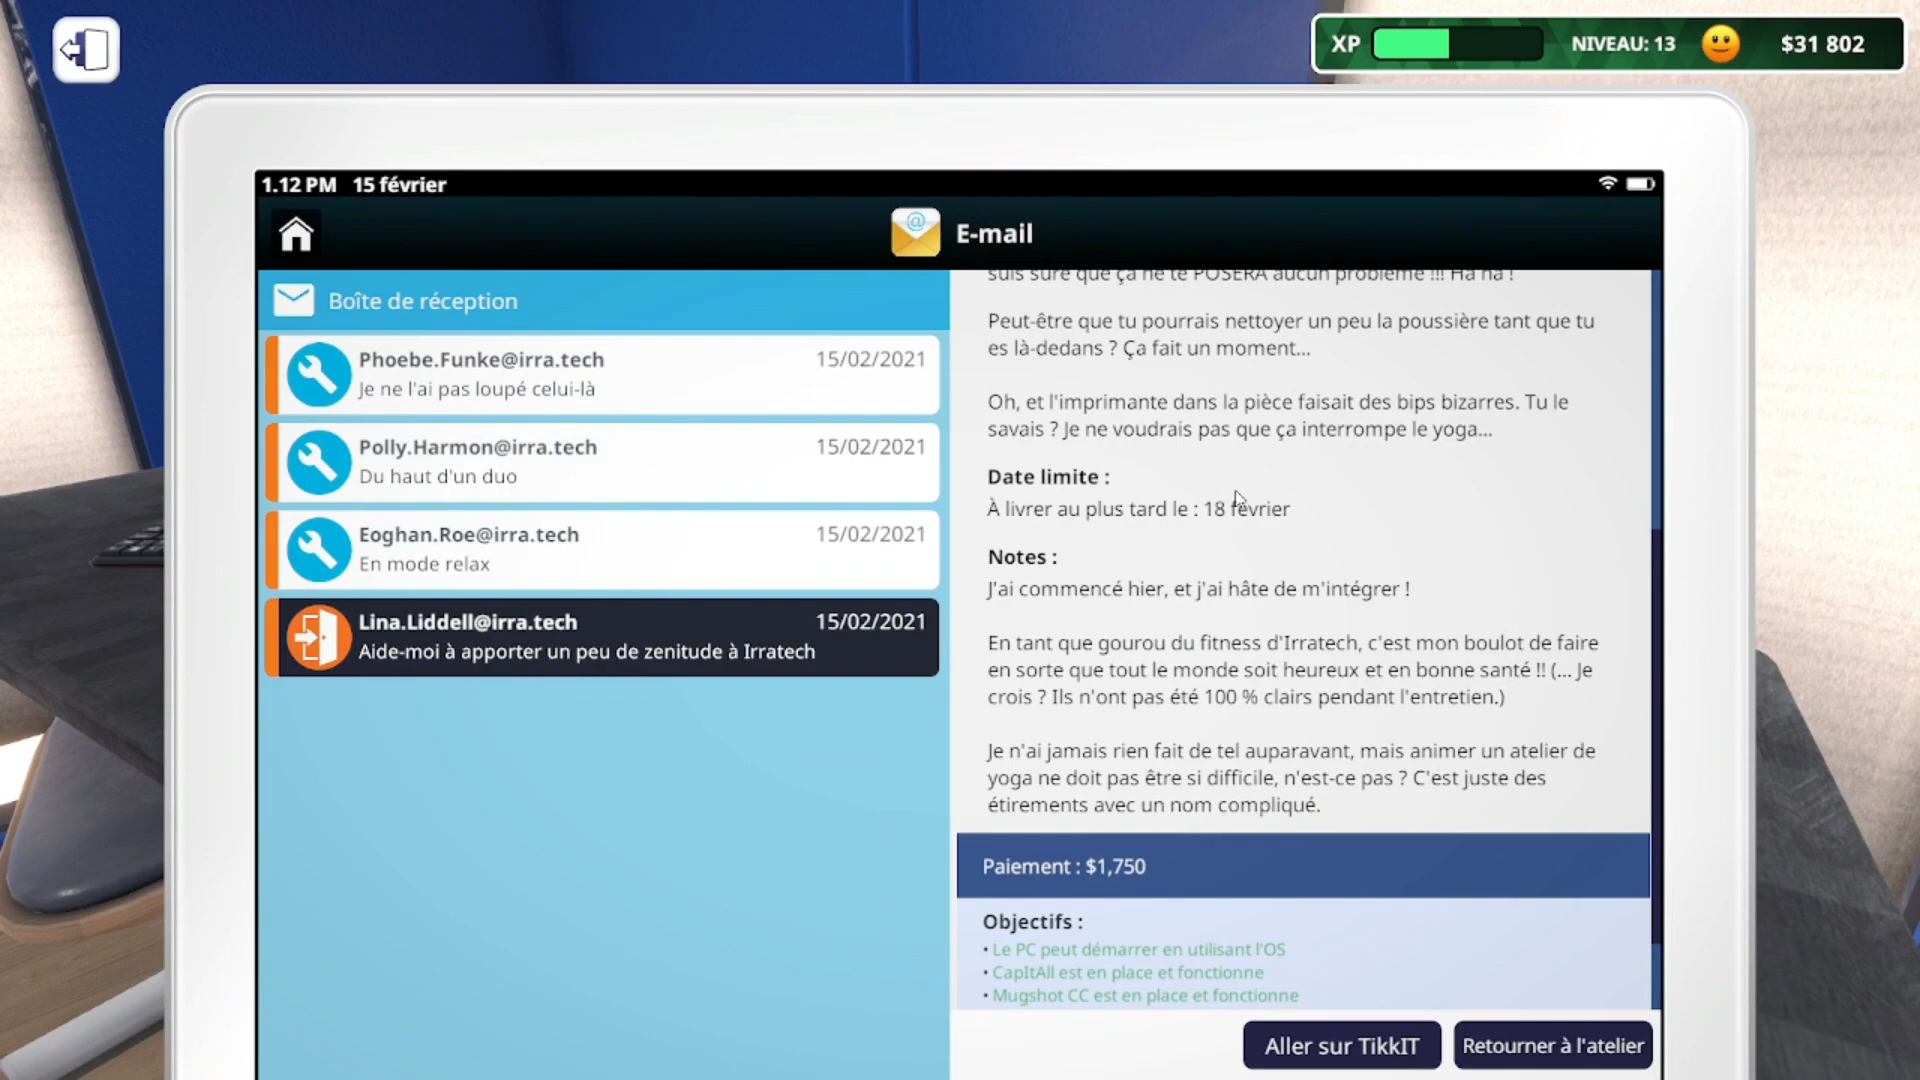 XP NIVEAU: 13 $31 802
1.12 PM 15 février
E-mail
Boîte de réception
Phoebe.Funke@irra.tech 15/02/2021
Je ne l'ai pas loupé celui-là
Polly.Harmon@irra.tech 15/02/2021
Du haut d'un duo
Eoghan.Roe@irra.tech 15/02/2021
En mode relax
Lina.Liddell@irra.tech 15/02/2021
Aide-moi à apporter un peu de zenitude à Irratech
suis sûre que ça ne te POSERA aucun problème !!! Ha ha !
Peut-être que tu pourrais nettoyer un peu la poussière tant que tu
es là-dedans ? Ça fait un moment...
Oh, et l'imprimante dans la pièce faisait des bips bizarres. Tu le
savais ? Je ne voudrais pas que ça interrompe le yoga...
Date limite :
À livrer au plus tard le : 18 février
Notes :
J'ai commencé hier, et j'ai hâte de m'intégrer !
En tant que gourou du fitness d'Irratech, c'est mon boulot de faire
en sorte que tout le monde soit heureux et en bonne santé !! (... Je
crois ? Ils n'ont pas été 100 % clairs pendant l'entretien.)
Je n'ai jamais rien fait de tel auparavant, mais animer un atelier de
yoga ne doit pas être si difficile, n'est-ce pas ? C'est juste des
étirements avec un nom compliqué.
Paiement : $1,750
Objectifs :
• Le PC peut démarrer en utilisant l'OS
• CapItAll est en place et fonctionne
• Mugshot CC est en place et fonctionne
Aller sur TikkIT
Retourner à l'atelier